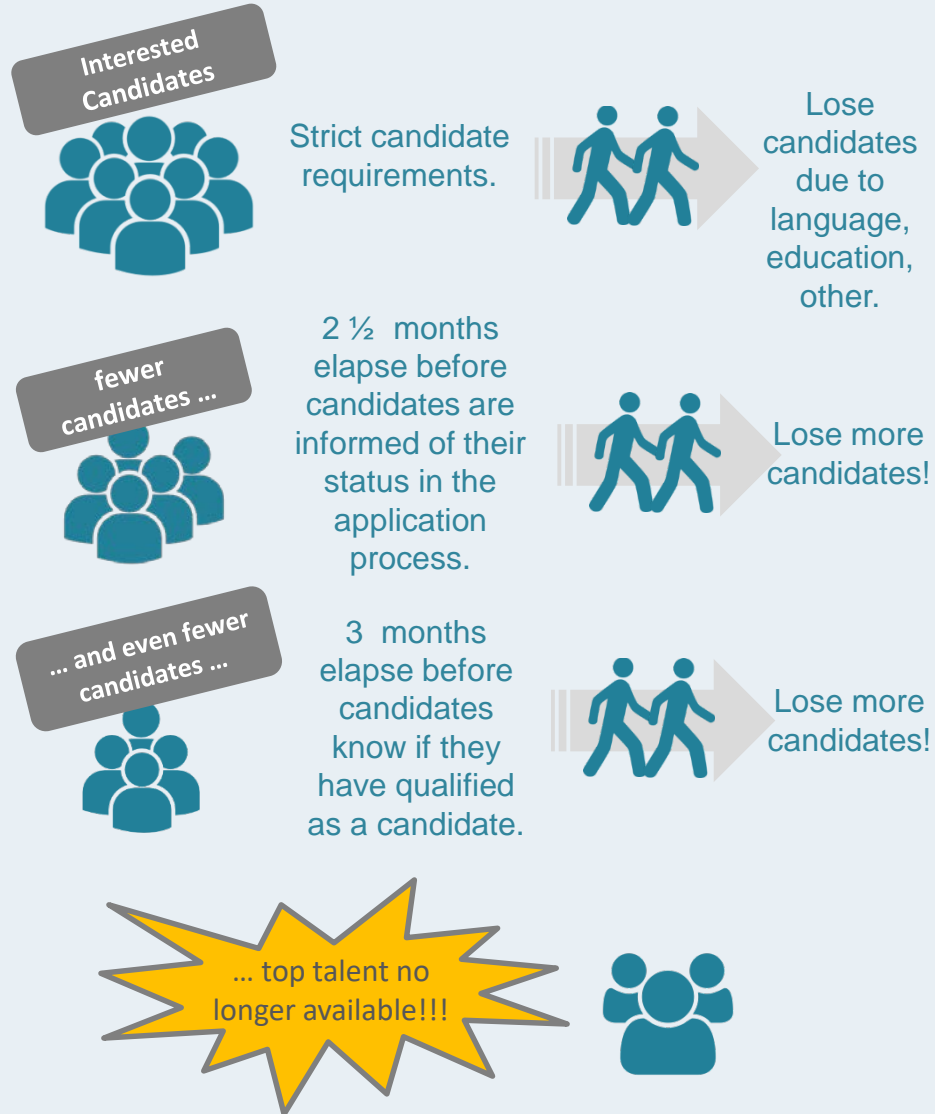 Interested
Candidates
Strict candidate
requirements.
Lose
candidates
due to
language,
education,
other.
fewer
candidates ...
2 ½ months
elapse before
candidates are
informed of their
status in the
application
process.
Lose more
candidates!
... and even fewer
candidates ...
3 months
elapse before
candidates
know if they
have qualified
as a candidate.
Lose more
candidates!
... top talent no
longer available!!!